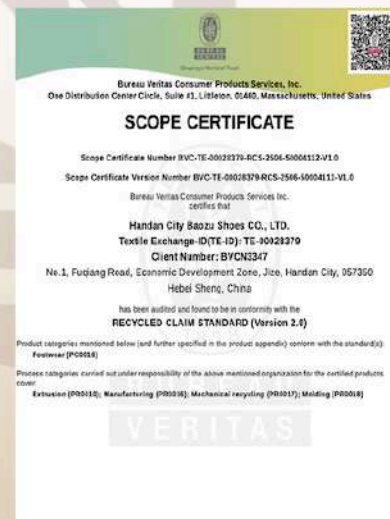 BUREAU
VERITAS
Bureau Veritas Consumer Products Services, Inc.
One Distribution Center Circle, Suite #1, Littleton, 01460, Massachusetts, United States
SCOPE CERTIFICATE
Scope Certificate Number BVC-TE-00028379-RCS-2506-50004112-V1.0
Scope Certificate Version Number BVC-TE-00028379-RCS-2506-50004112-V1.0
Bureau Veritas Consumer Products Services Inc.
certifies that
Handan City Baozu Shoes CO., LTD.
Textile Exchange-ID(TE-ID): TE-00028379
Client Number: BVCN3347
No.1, Fuqiang Road, Economic Development Zone, Jize, Handan City, 057350
Hebei Sheng, China
has been audited and found to be in conformity with the
RECYCLED CLAIM STANDARD (Version 2.0)
Product categories mentioned below (and further specified in the product appendix) conform with the standard(s):
Footwear (PC0016)
Process categories carried out under responsibility of the above mentioned organization for the certified products
cover:
Extrusion (PR0010); Manufacturing (PR0016); Mechanical recycling (PR0017); Molding (PR0018)
BUREAU
VERITAS